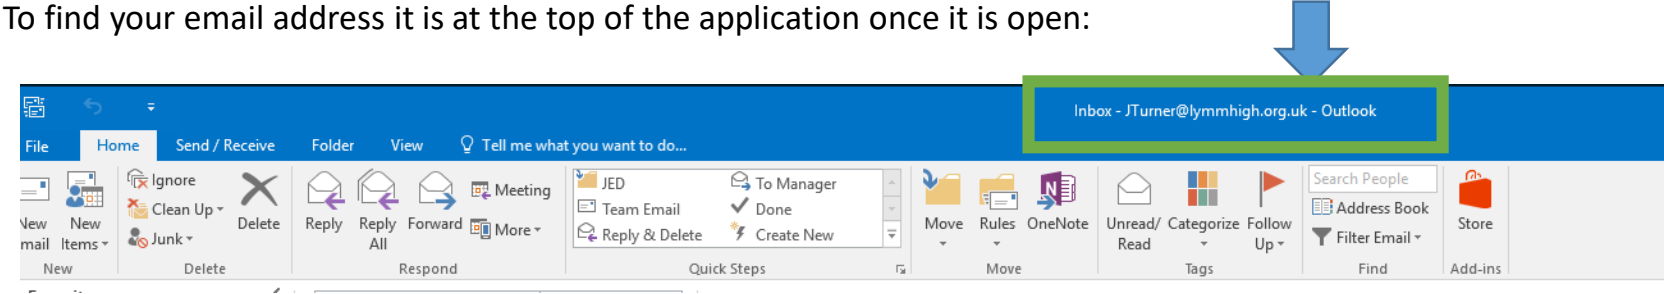 To find your email address it is at the top of the application once it is open:
Inbox - JTurner@lymmhigh.org.uk - Outlook
File Home Send / Receive Folder View Tell me what you want to do...
New mail
New Items
Ignore
Clean Up
Junk
Delete
Reply
Reply All
Forward
Meeting
More
JED
Team Email
Reply & Delete
To Manager
Done
Create New
Move
Rules
OneNote
Unread/ Read
Categorize
Follow Up
Search People
Address Book
Filter Email
Store
New Delete Respond Quick Steps Move Tags Find Add-ins